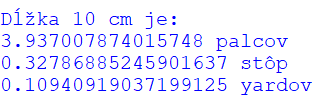 Dĺžka 10 cm je:
3.937007874015748 palcov
0.32786885245901637 stôp
0.10940919037199125 yardov